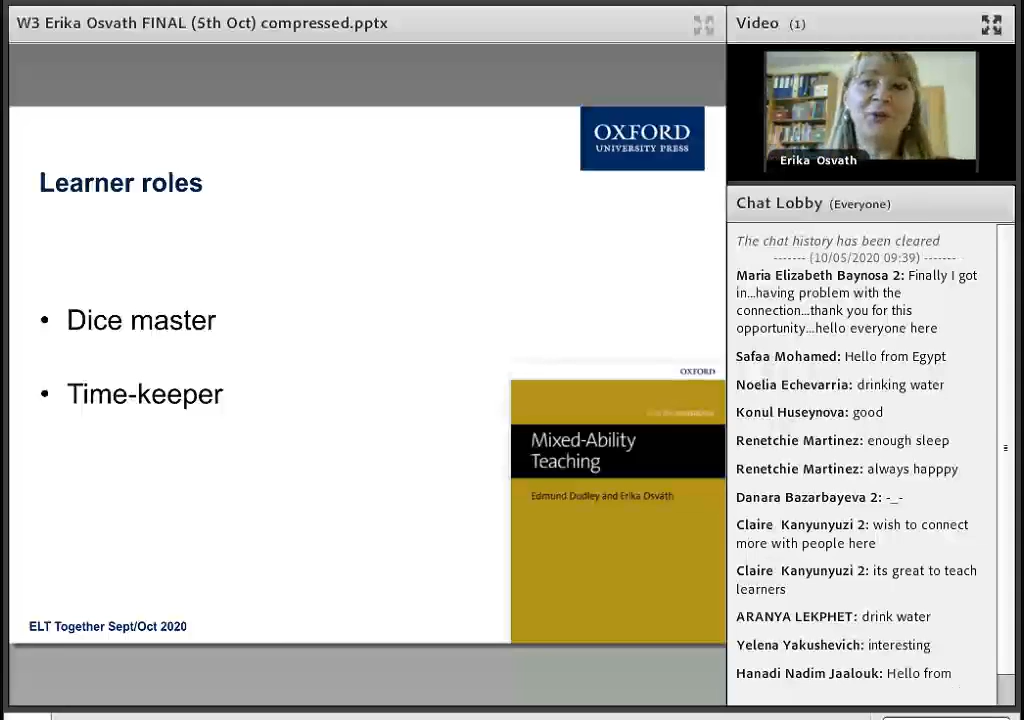 W3 Erika Osvath FINAL (5th Oct) compressed.pptx
OXFORD
UNIVERSITY PRESS
Learner roles
• Dice master
• Time-keeper
OXFORD
Mixed-Ability
Teaching
Edmund Dudley and Erika Osváth
ELT Together Sept/Oct 2020
Video (1)
Erika Osvath
Chat Lobby (Everyone)
The chat history has been cleared
------- (10/05/2020 09:39) -------
Maria Elizabeth Baynosa 2: Finally I got
in...having problem with the
connection...thank you for this
opportunity...hello everyone here
Safaa Mohamed: Hello from Egypt
Noelia Echevarria: drinking water
Konul Huseynova: good
Renetchie Martinez: enough sleep
Renetchie Martinez: always happpy
Danara Bazarbayeva 2: -_-
Claire Kanyunyuzi 2: wish to connect
more with people here
Claire Kanyunyuzi 2: its great to teach
learners
ARANYA LEKPHET: drink water
Yelena Yakushevich: interesting
Hanadi Nadim Jaalouk: Hello from